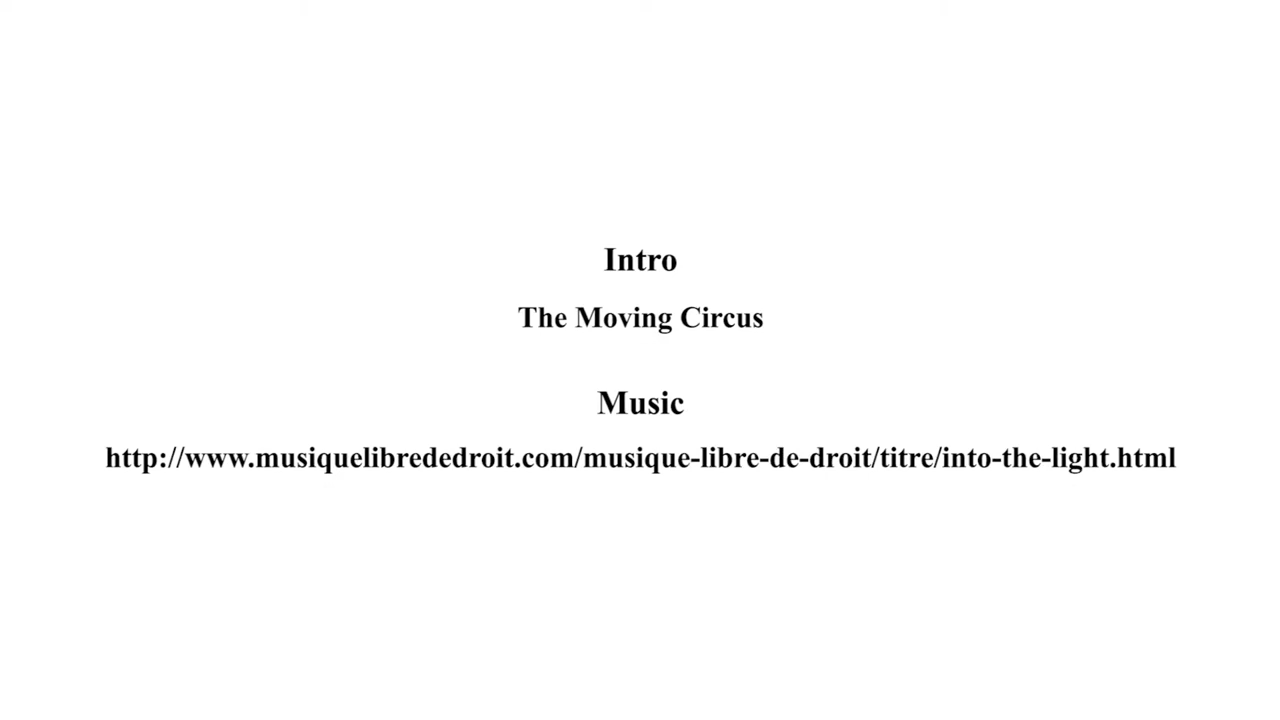 Intro
The Moving Circus
Music
http://www.musiquelibrededroit.com/musique-libre-de-droit/titre/into-the-light.html